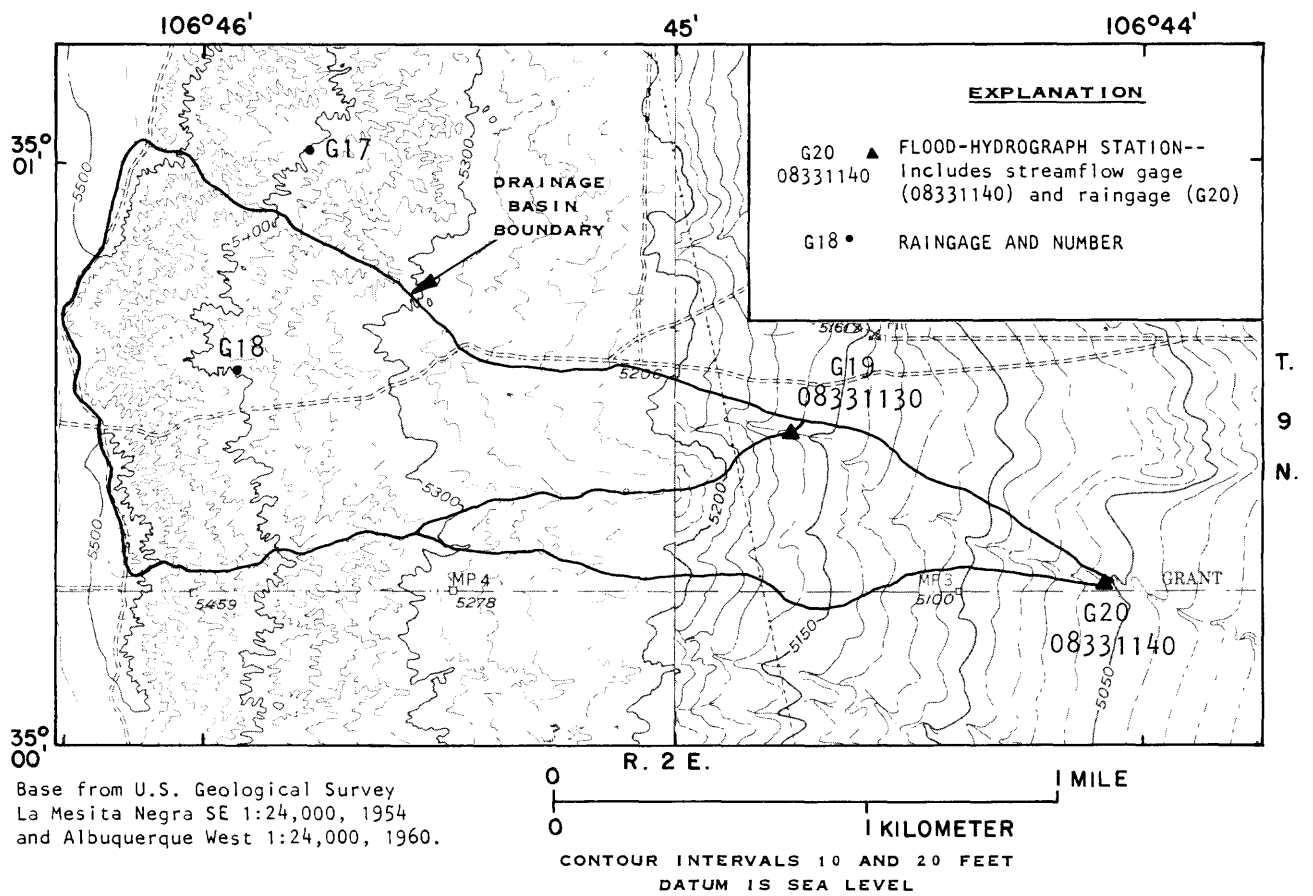 106°46'
45'
106°44'
35°
01'
EXPLANATION
G20
08331140
FLOOD-HYDROGRAPH STATION--
Includes streamflow gage
(08331140) and raingage (G20)
G18
RAINGAGE AND NUMBER
5500
G17
5300
DRAINAGE
BASIN
BOUNDARY
5400
G18
5160
5200
G19
08331130
T.
9
N.
5300
5200
5500
5459
MP 4
5278
MP 3
5100
GRANT
5150
G20
08331140
5050
35°
00'
R. 2 E.
Base from U.S. Geological Survey
La Mesita Negra SE 1:24,000, 1954
and Albuquerque West 1:24,000, 1960.
0 1 MILE
0 1 KILOMETER
CONTOUR INTERVALS 10 AND 20 FEET
DATUM IS SEA LEVEL